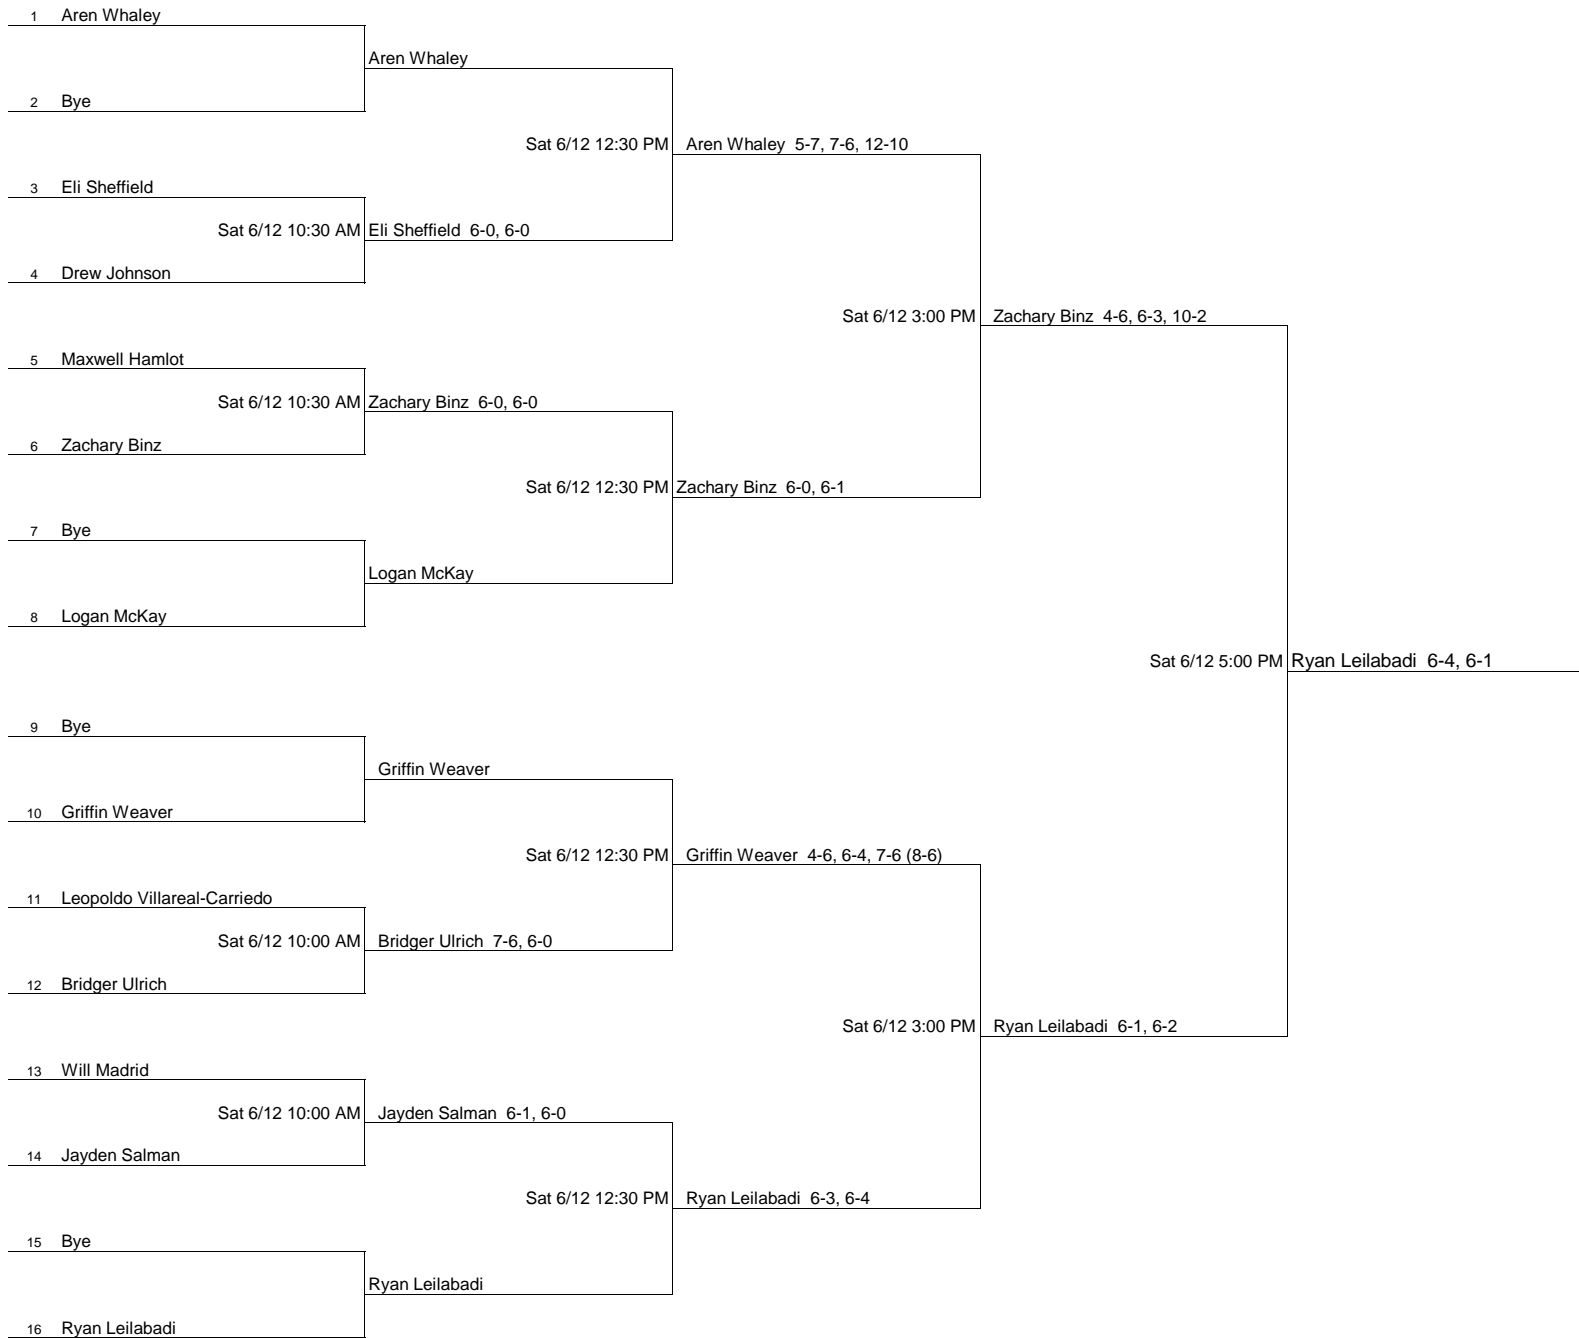 1 Aren Whaley
Aren Whaley
2 Bye
Sat 6/12 12:30 PM Aren Whaley 5-7, 7-6, 12-10
3 Eli Sheffield
Sat 6/12 10:30 AM Eli Sheffield 6-0, 6-0
4 Drew Johnson
Sat 6/12 3:00 PM Zachary Binz 4-6, 6-3, 10-2
5 Maxwell Hamlot
Sat 6/12 10:30 AM Zachary Binz 6-0, 6-0
6 Zachary Binz
Sat 6/12 12:30 PM Zachary Binz 6-0, 6-1
7 Bye
Logan McKay
8 Logan McKay
Sat 6/12 5:00 PM Ryan Leilabadi 6-4, 6-1
9 Bye
Griffin Weaver
10 Griffin Weaver
Sat 6/12 12:30 PM Griffin Weaver 4-6, 6-4, 7-6 (8-6)
11 Leopoldo Villareal-Carriedo
Sat 6/12 10:00 AM Bridger Ulrich 7-6, 6-0
12 Bridger Ulrich
Sat 6/12 3:00 PM Ryan Leilabadi 6-1, 6-2
13 Will Madrid
Sat 6/12 10:00 AM Jayden Salman 6-1, 6-0
14 Jayden Salman
Sat 6/12 12:30 PM Ryan Leilabadi 6-3, 6-4
15 Bye
Ryan Leilabadi
16 Ryan Leilabadi